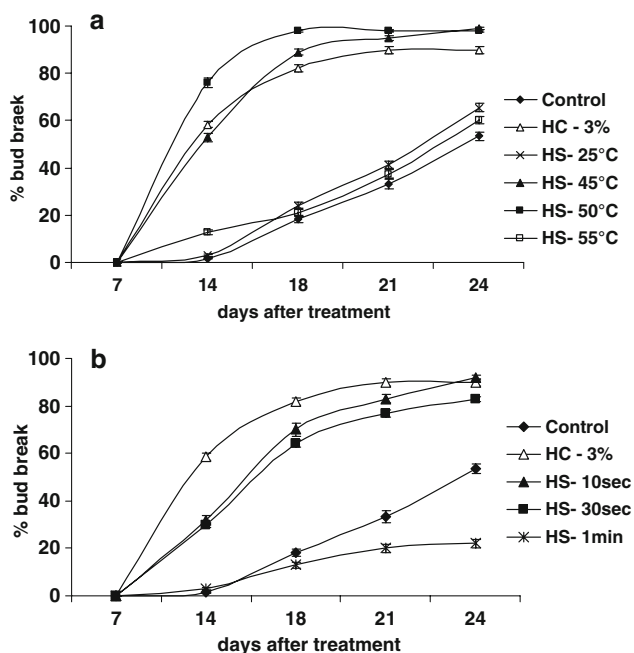 a
100
80
60
40
20
0
% bud braek
7 14 18 21 24
days after treatment
Control
HC - 3%
HS- 25°C
HS- 45°C
HS- 50°C
HS- 55°C
b
100
80
60
40
20
0
% bud break
7 14 18 21 24
days after treatment
Control
HC - 3%
HS- 10sec
HS- 30sec
HS- 1min